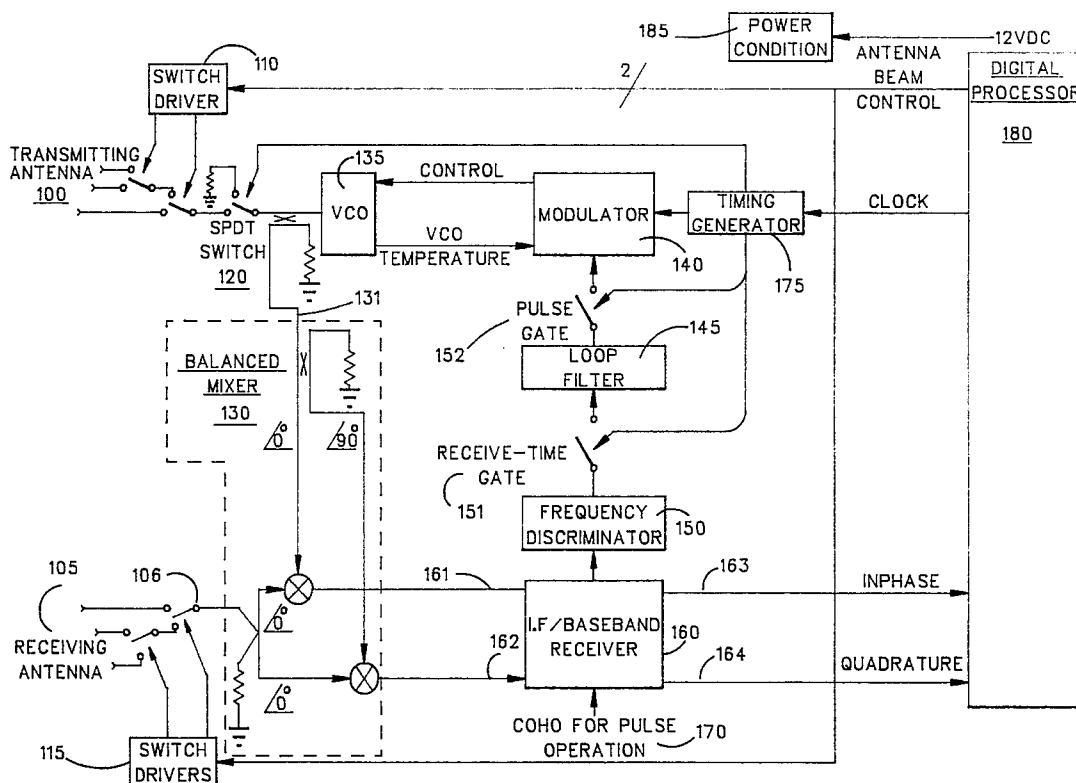 185
POWER
CONDITION
12VDC
ANTENNA
BEAM
CONTROL
DIGITAL
PROCESSOR
180
110
SWITCH
DRIVER
2
TRANSMITTING
ANTENNA
100
SPDT
SWITCH
120
135
VCO
CONTROL
VCO
TEMPERATURE
MODULATOR
140
TIMING
GENERATOR
175
CLOCK
131
PULSE
GATE
152
145
LOOP
FILTER
BALANCED
MIXER
130
0°
90°
RECEIVE-TIME
GATE
151
FREQUENCY
DISCRIMINATOR
150
105
106
RECEIVING
ANTENNA
0°
0°
161
162
I.F/BASEBAND
RECEIVER
160
163
INPHASE
164
QUADRATURE
COHO FOR PULSE
OPERATION
170
115
SWITCH
DRIVERS